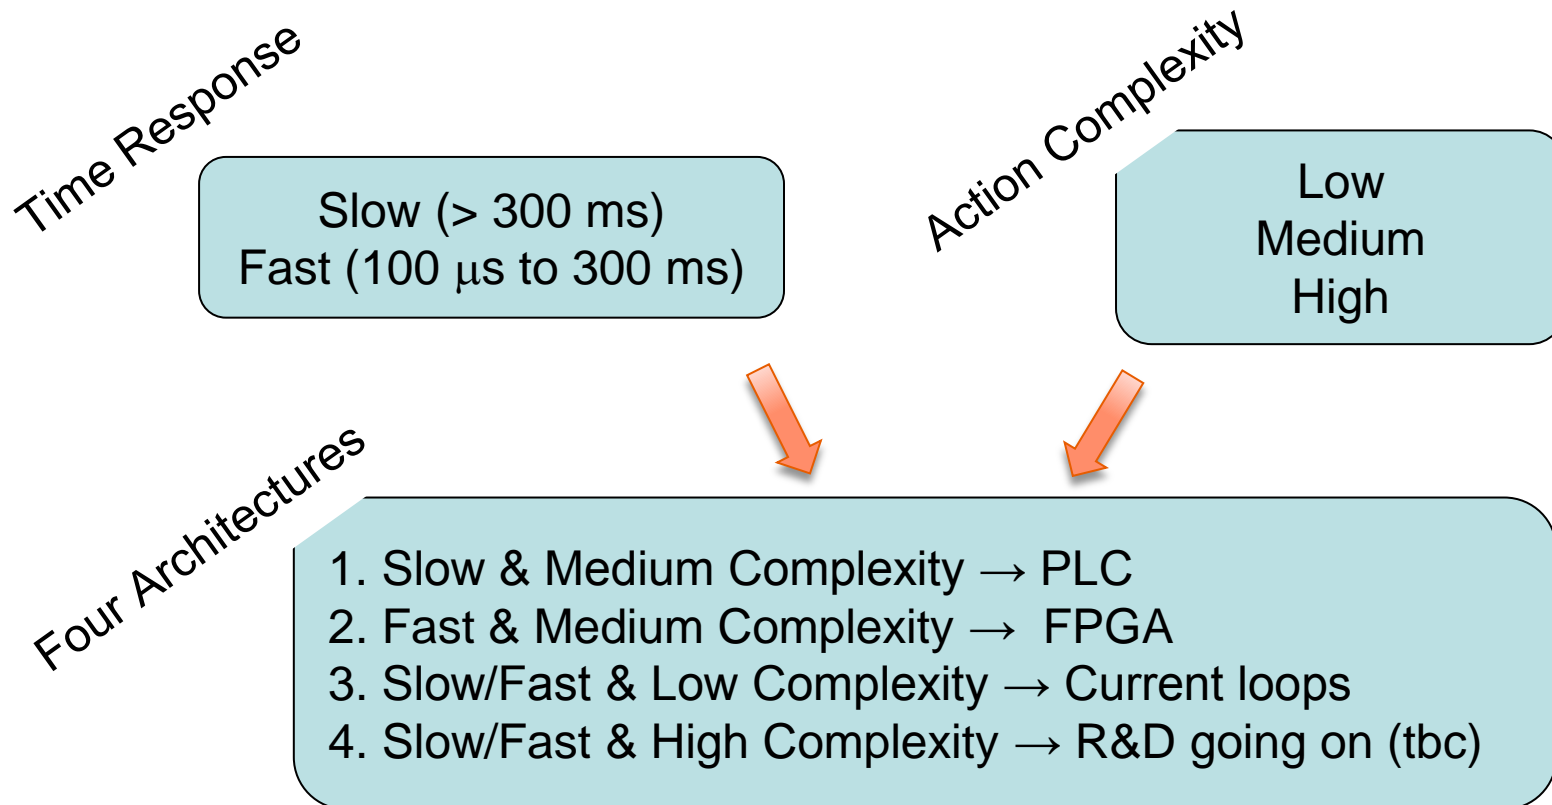 Time Response
Slow (> 300 ms)
Fast (100 μs to 300 ms)
Action Complexity
Low
Medium
High
Four Architectures
1. Slow & Medium Complexity → PLC
2. Fast & Medium Complexity → FPGA
3. Slow/Fast & Low Complexity → Current loops
4. Slow/Fast & High Complexity → R&D going on (tbc)